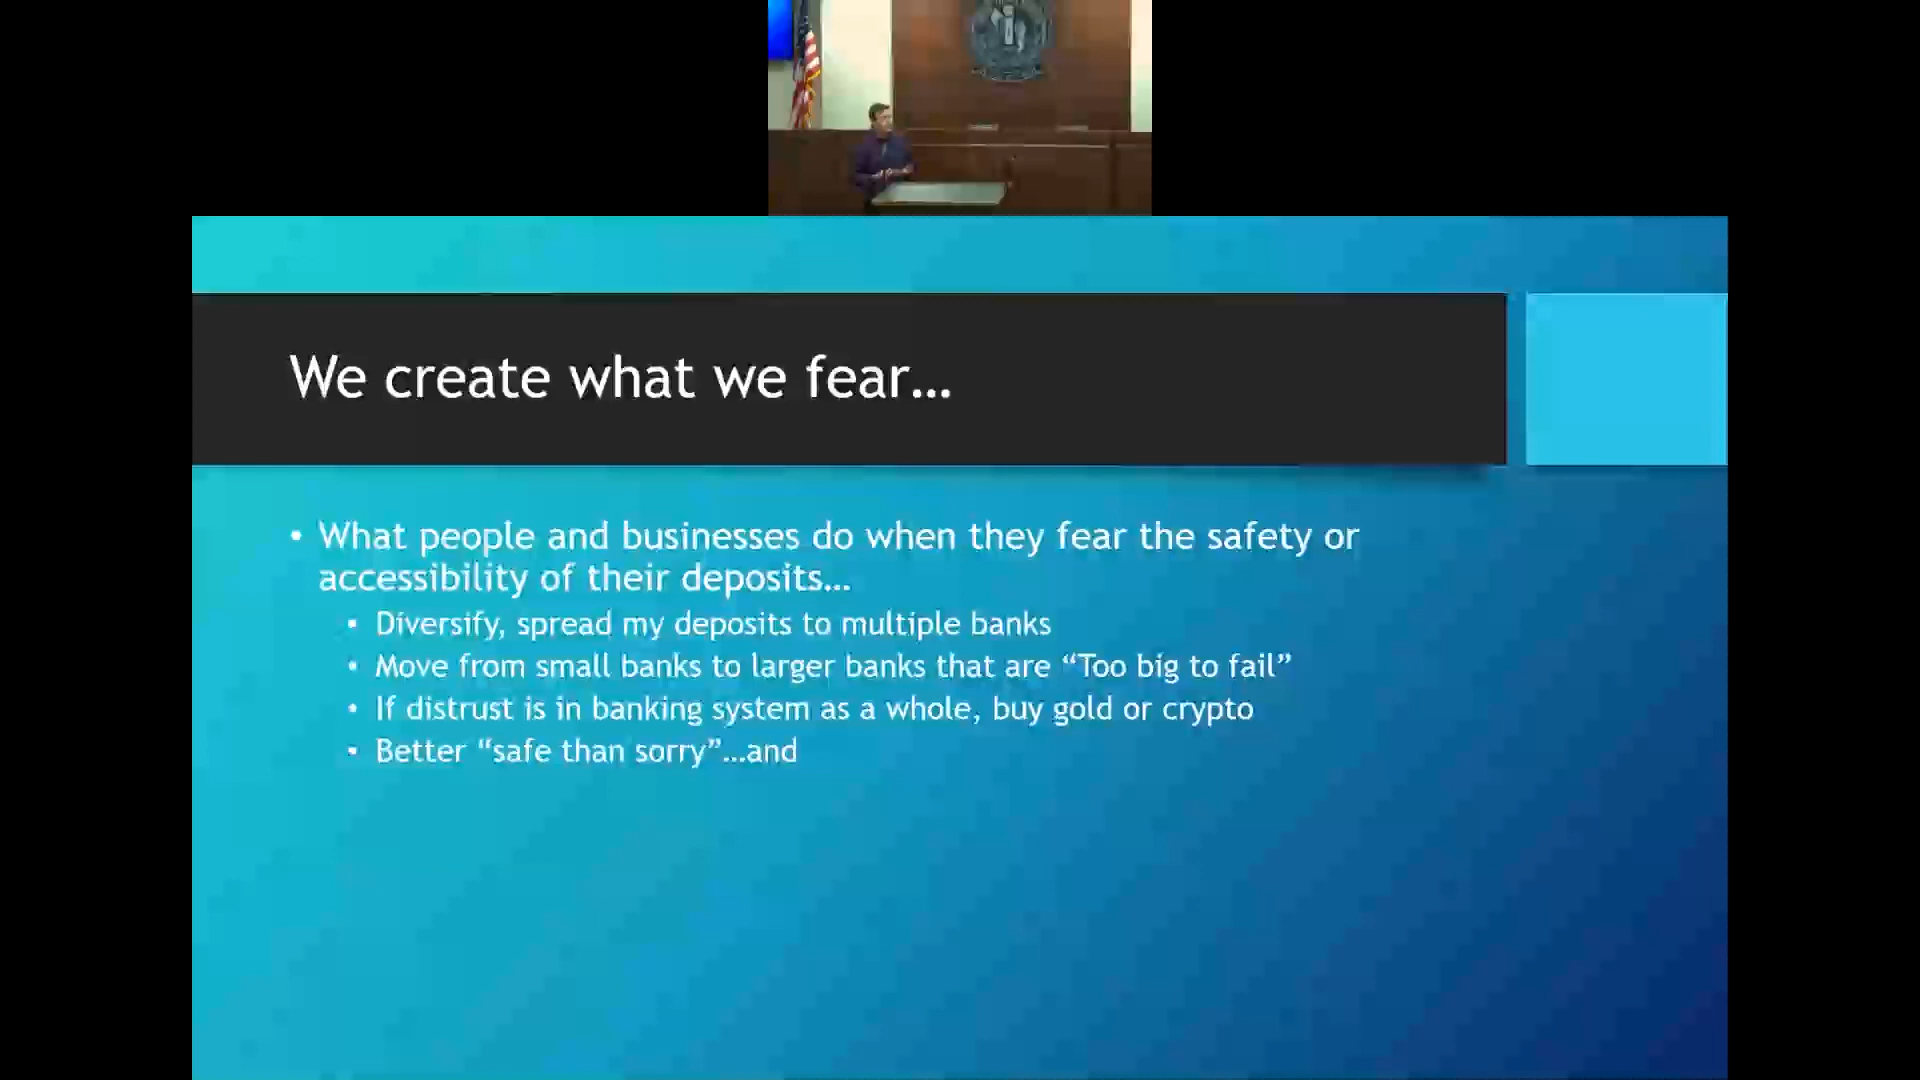 We create what we fear…
• What people and businesses do when they fear the safety or
accessibility of their deposits…
• Diversify, spread my deposits to multiple banks
• Move from small banks to larger banks that are “Too big to fail”
• If distrust is in banking system as a whole, buy gold or crypto
• Better “safe than sorry”…and